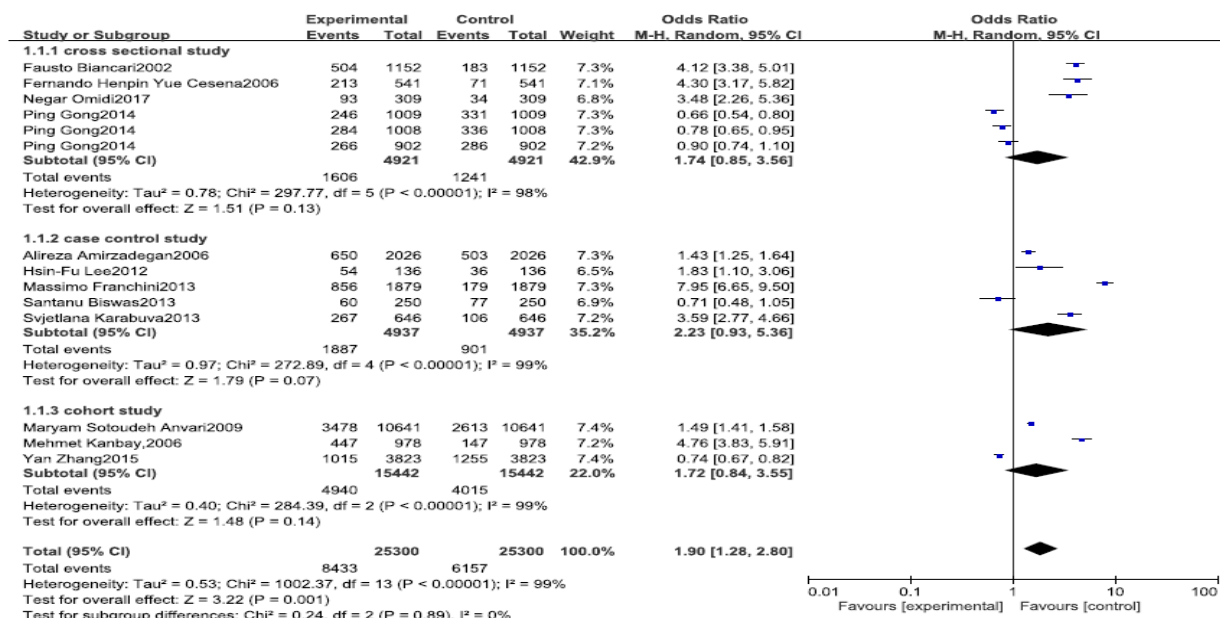 Experimental Control Odds Ratio Odds Ratio
Study or Subgroup Events Total Events Total Weight M-H, Random, 95% CI M-H, Random, 95% CI
1.1.1 cross sectional study
Fausto Biancari2002 504 1152 183 1152 7.3% 4.12 [3.38, 5.01]
Fernando Henpin Yue Cesena2006 213 541 71 541 7.1% 4.30 [3.17, 5.82]
Negar Omidi2017 93 309 34 309 6.8% 3.48 [2.26, 5.36]
Ping Gong2014 246 1009 331 1009 7.3% 0.66 [0.54, 0.80]
Ping Gong2014 284 1008 336 1008 7.3% 0.78 [0.65, 0.95]
Ping Gong2014 266 902 286 902 7.2% 0.90 [0.74, 1.10]
Subtotal (95% CI) 4921 4921 42.9% 1.74 [0.85, 3.56]
Total events 1606 1241
Heterogeneity: Tau² = 0.78; Chi² = 297.77, df = 5 (P < 0.00001); I² = 98%
Test for overall effect: Z = 1.51 (P = 0.13)
1.1.2 case control study
Alireza Amirzadegan2006 650 2026 503 2026 7.3% 1.43 [1.25, 1.64]
Hsin-Fu Lee2012 54 136 36 136 6.5% 1.83 [1.10, 3.06]
Massimo Franchini2013 856 1879 179 1879 7.3% 7.95 [6.65, 9.50]
Santanu Biswas2013 60 250 77 250 6.9% 0.71 [0.48, 1.05]
Svjetlana Karabuva2013 267 646 106 646 7.2% 3.59 [2.77, 4.66]
Subtotal (95% CI) 4937 4937 35.2% 2.23 [0.93, 5.36]
Total events 1887 901
Heterogeneity: Tau² = 0.97; Chi² = 272.89, df = 4 (P < 0.00001); I² = 99%
Test for overall effect: Z = 1.79 (P = 0.07)
1.1.3 cohort study
Maryam Sotoudeh Anvari2009 3478 10641 2613 10641 7.4% 1.49 [1.41, 1.58]
Mehmet Kanbay,2006 447 978 147 978 7.2% 4.76 [3.83, 5.91]
Yan Zhang2015 1015 3823 1255 3823 7.4% 0.74 [0.67, 0.82]
Subtotal (95% CI) 15442 15442 22.0% 1.72 [0.84, 3.55]
Total events 4940 4015
Heterogeneity: Tau² = 0.40; Chi² = 284.39, df = 2 (P < 0.00001); I² = 99%
Test for overall effect: Z = 1.48 (P = 0.14)
Total (95% CI) 25300 25300 100.0% 1.90 [1.28, 2.80]
Total events 8433 6157
Heterogeneity: Tau² = 0.53; Chi² = 1002.37, df = 13 (P < 0.00001); I² = 99%
Test for overall effect: Z = 3.22 (P = 0.001)
Test for subgroup differences: Chi² = 0.24, df = 2 (P = 0.89), I² = 0%
0.01 0.1 1 10 100
Favours [experimental] Favours [control]